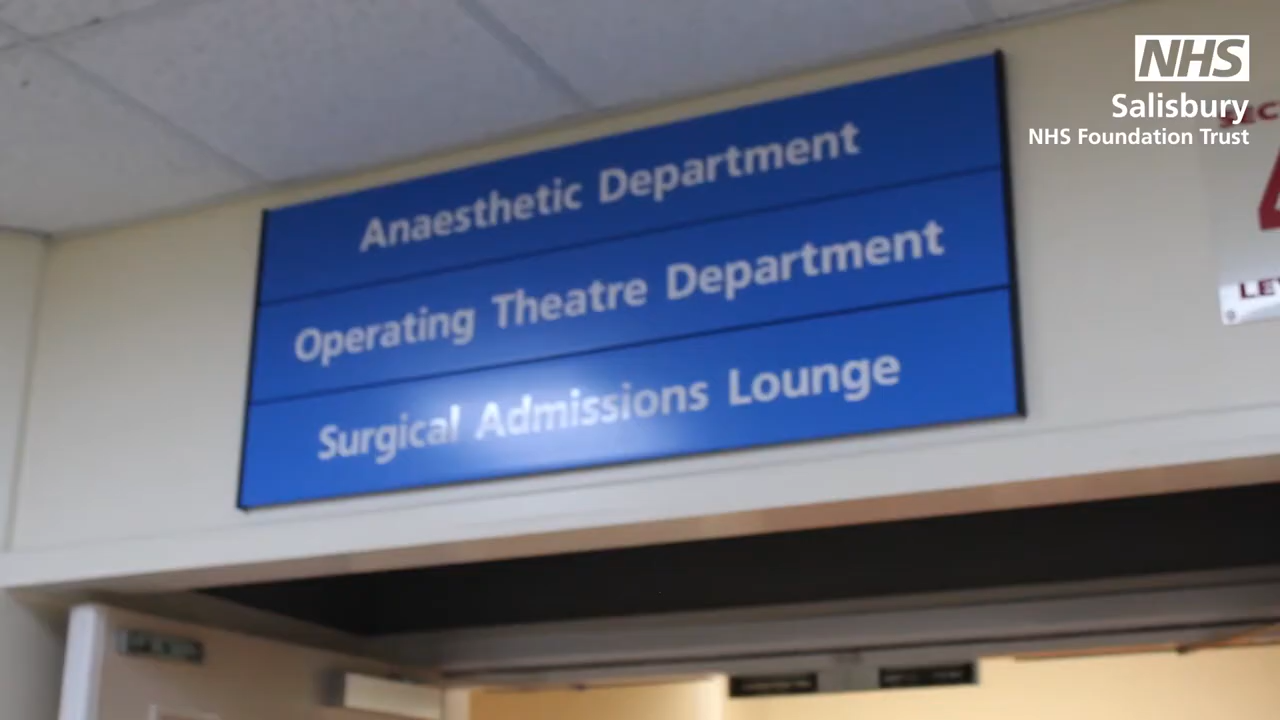 NHS
Salisbury
NHS Foundation Trust
Anaesthetic Department
Operating Theatre Department
Surgical Admissions Lounge